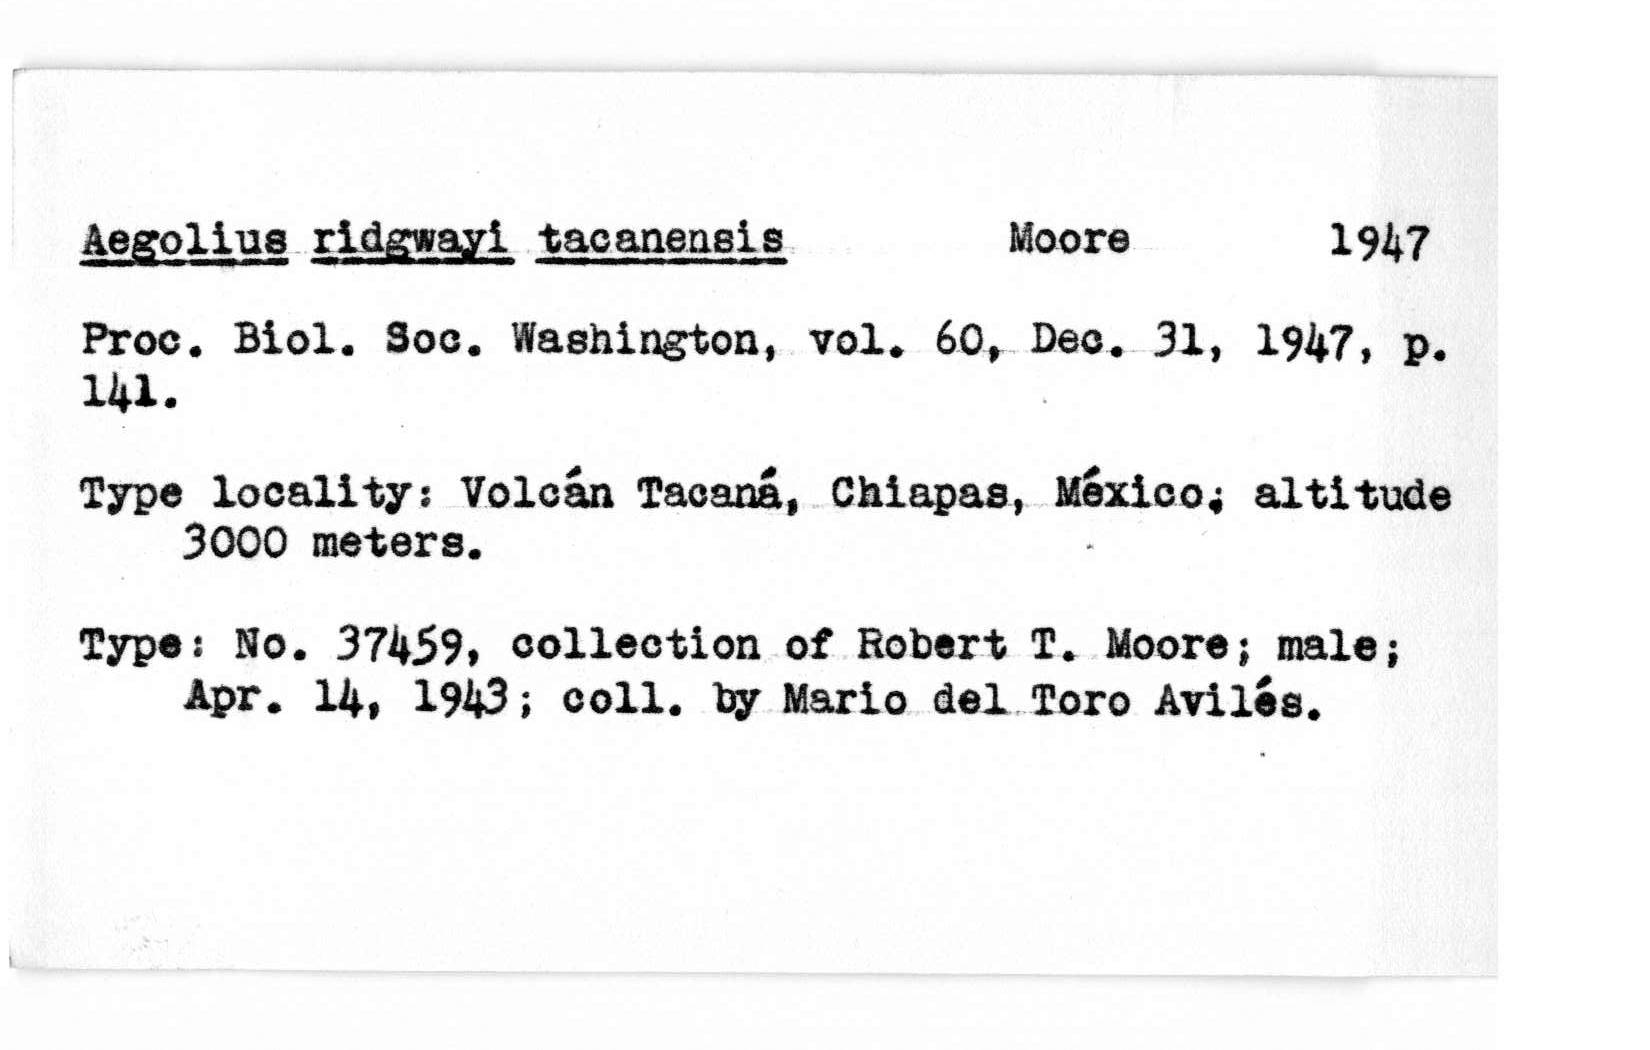 Aegolius ridgwayi tacanensis Moore 1947
Proc. Biol. Soc. Washington, vol. 60, Dec. 31, 1947, p.
141.
Type locality: Volcán Tacaná, Chiapas, México; altitude
3000 meters.
Type: No. 37459, collection of Robert T. Moore; male;
Apr. 14, 1943; coll. by Mario del Toro Avilés.